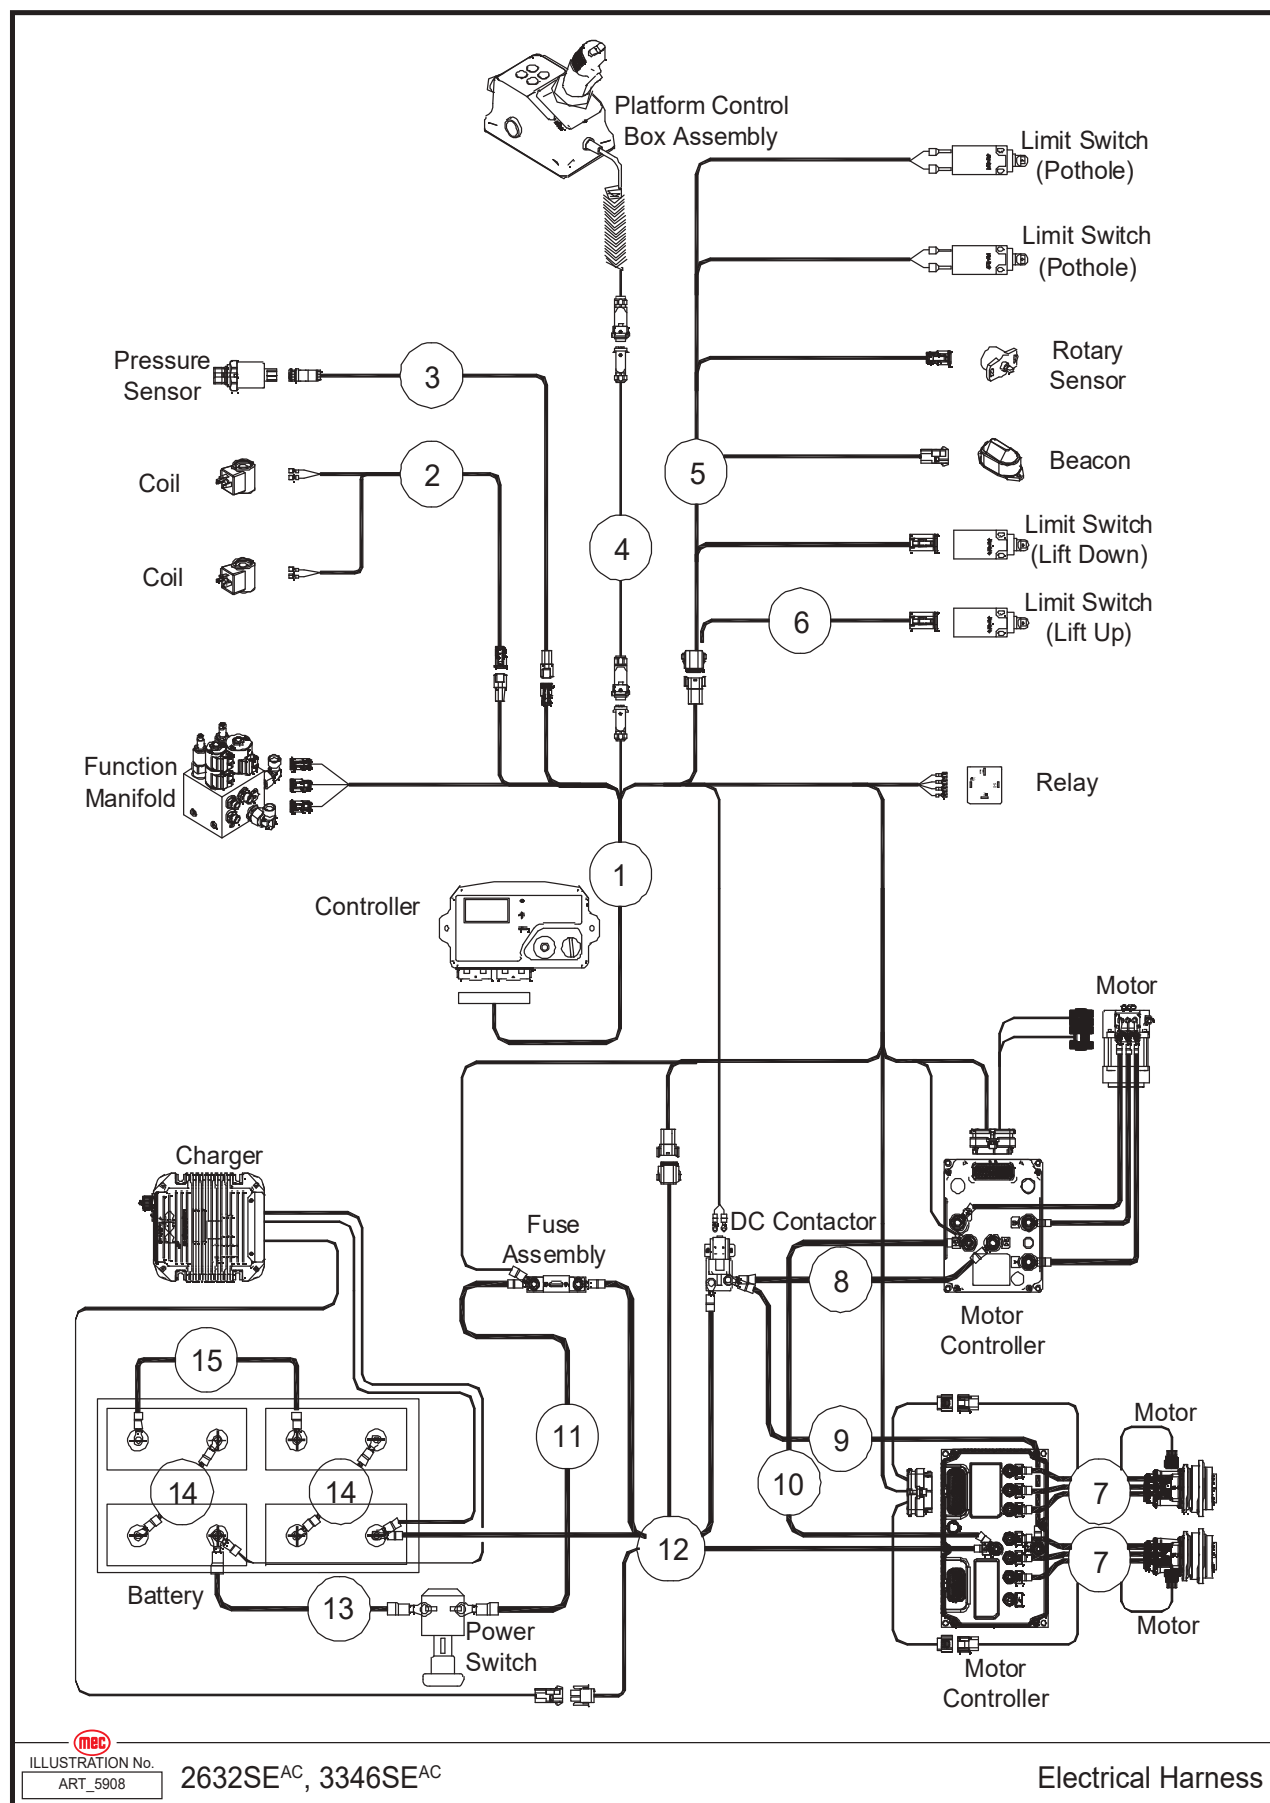 Platform Control
Box Assembly
Limit Switch
(Pothole)
Limit Switch
(Pothole)
Pressure
Sensor
3
Rotary
Sensor
Coil
2
5
Beacon
Coil
4
Limit Switch
(Lift Down)
6
Limit Switch
(Lift Up)
Function
Manifold
Relay
1
Controller
Motor
Charger
Fuse
Assembly
DC Contactor
8
Motor
Controller
15
11
9
10
Motor
14
14
7
12
7
Battery
13
Power
Switch
Motor
Motor
Controller
mec
ILLUSTRATION No.
ART_5908
2632SEAC, 3346SEAC
Electrical Harness